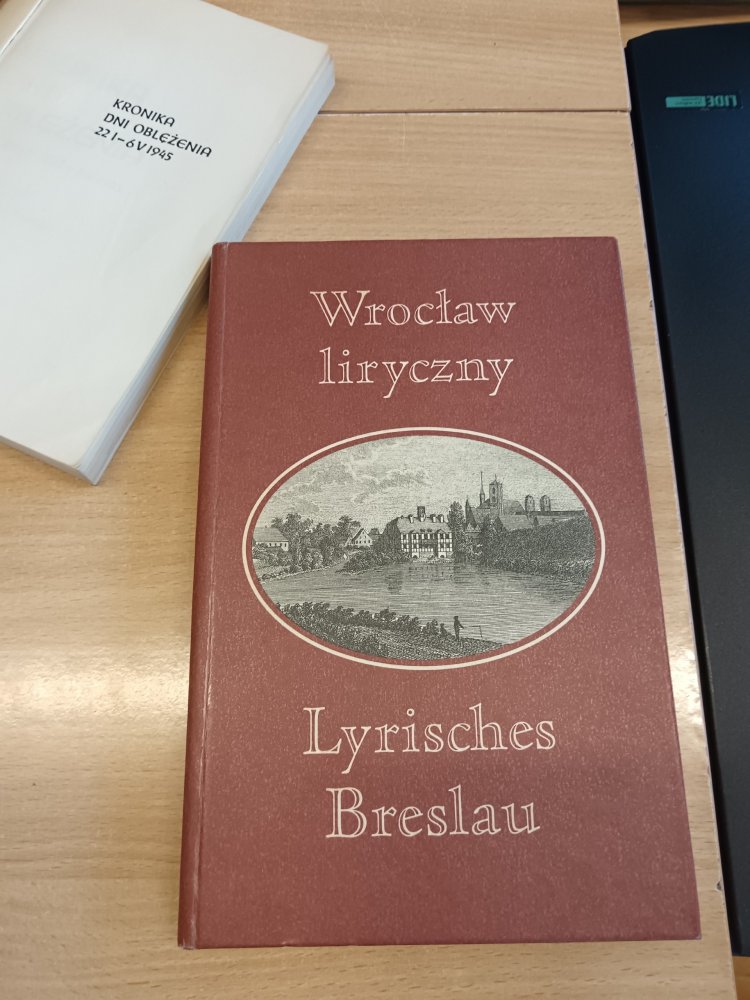 KRONIKA
DNI OBLĘŻENIA
22 I–6 V 1945
Wrocław
liryczny
Lyrisches
Breslau